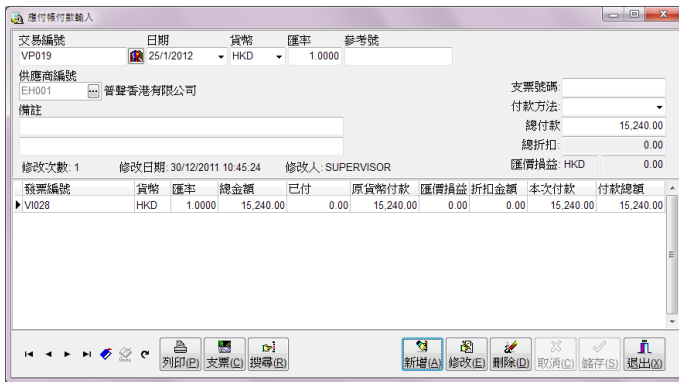 應付帳付款輸入
交易編號 日期 貨幣 匯率 參考號
VP019 25/1/2012 HKD 1.0000
供應商編號
EH001 普聲香港有限公司
支票號碼:
備註
付款方法:
總付款 15,240.00
總折扣: 0.00
修改次數: 1 修改日期: 30/12/2011 10:45:24 修改人: SUPERVISOR 匯價損益: HKD 0.00
發票編號 貨幣 匯率 總金額 已付 原貨幣付款 匯價損益 折扣金額 本次付款 付款總額
VI028 HKD 1.0000 15,240.00 0.00 15,240.00 0.00 0.00 15,240.00 15,240.00
列印(P) 支票(C) 搜尋(R) 新增(A) 修改(E) 刪除(D) 取消(C) 儲存(S) 退出(X)